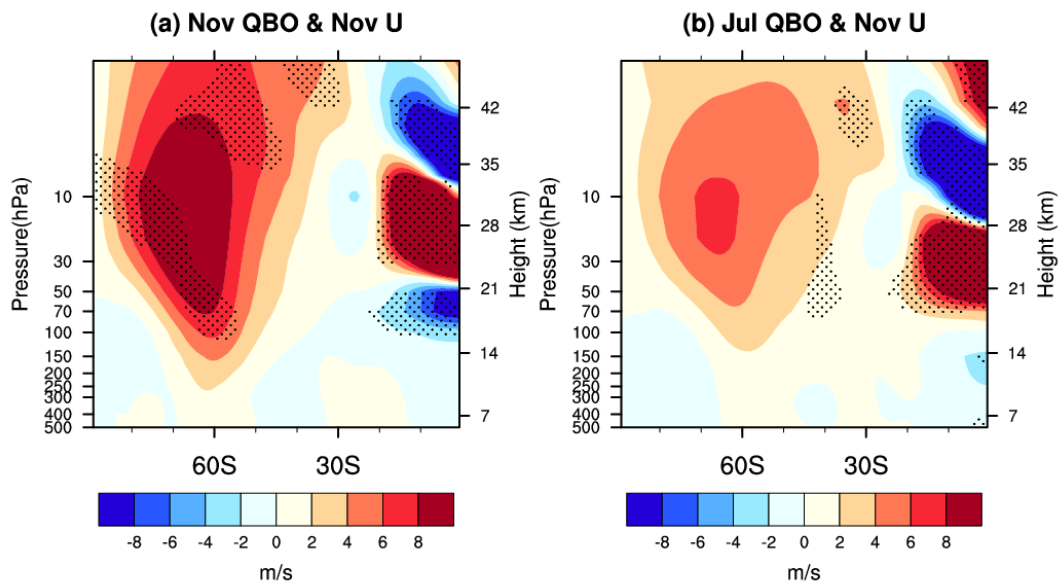 (a) Nov QBO & Nov U
Pressure(hPa)
10
30
50
70
100
150
200
250
300
400
500
42
35
28
21
14
7
Height (km)
60S 30S
-8 -6 -4 -2 0 2 4 6 8
m/s
(b) Jul QBO & Nov U
Pressure(hPa)
10
30
50
70
100
150
200
250
300
400
500
42
35
28
21
14
7
Height (km)
60S 30S
-8 -6 -4 -2 0 2 4 6 8
m/s